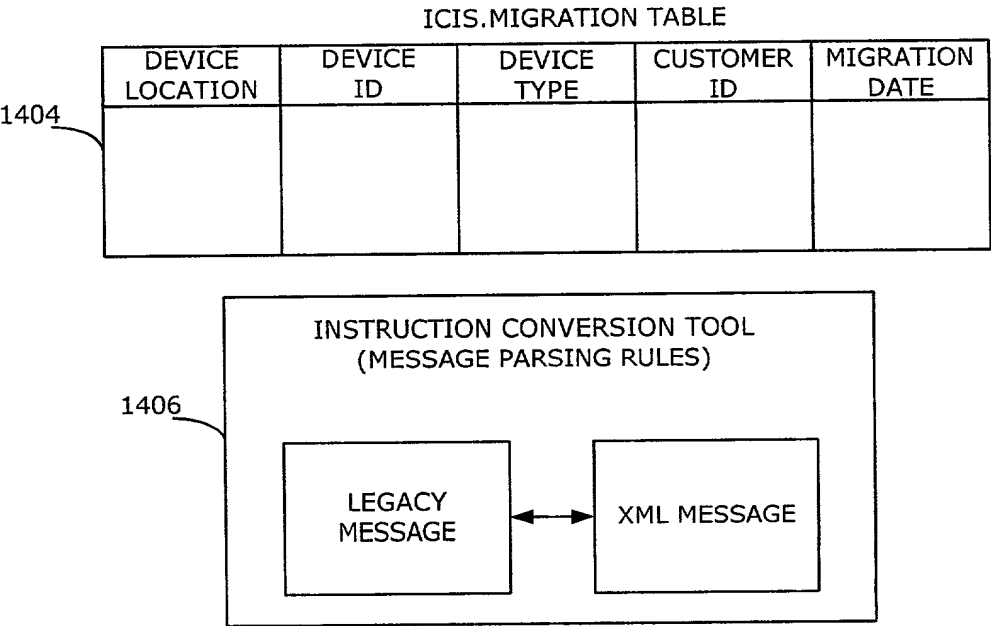 ICIS.MIGRATION TABLE
DEVICE LOCATION
DEVICE ID
DEVICE TYPE
CUSTOMER ID
MIGRATION DATE
1404
INSTRUCTION CONVERSION TOOL
(MESSAGE PARSING RULES)
1406
LEGACY
MESSAGE
XML MESSAGE